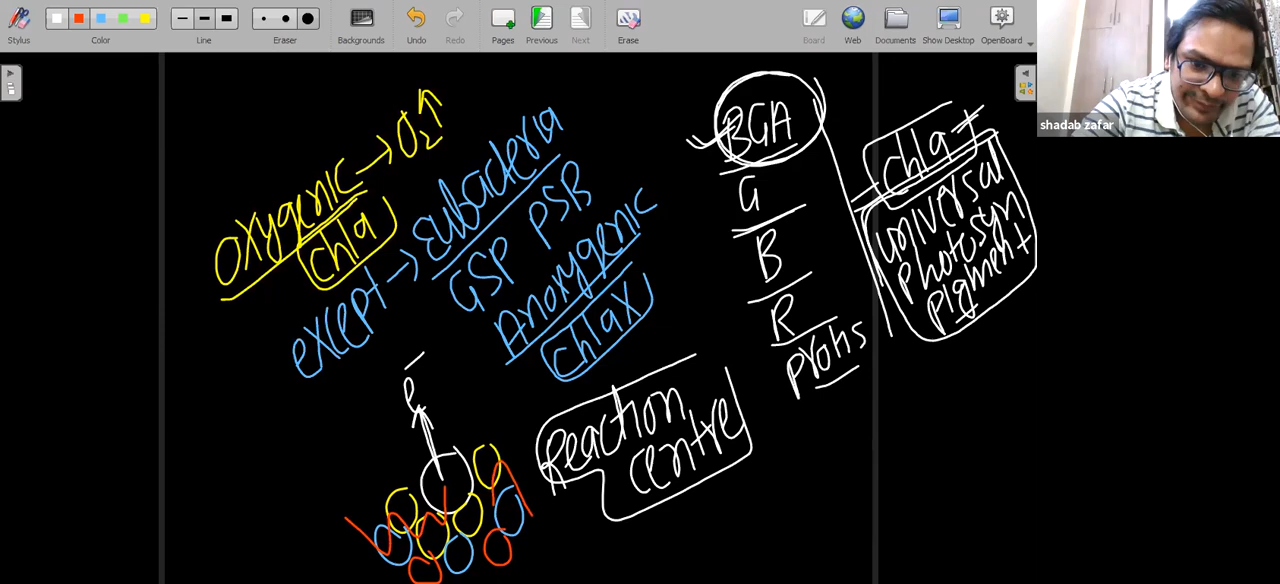 Stylus
Color
Line
Eraser
Backgrounds
Undo
Redo
Pages
Previous
Next
Erase
Board
Web
Documents
Show Desktop
OpenBoard
shadab zafar
oxygenic → O2↑
chla
except → Eubacteria
GSP PSB
Anoxygenic
chla X
BGA
G
B
R
protis
chla
universal
photosyn
pigment
e-
Reaction
centre